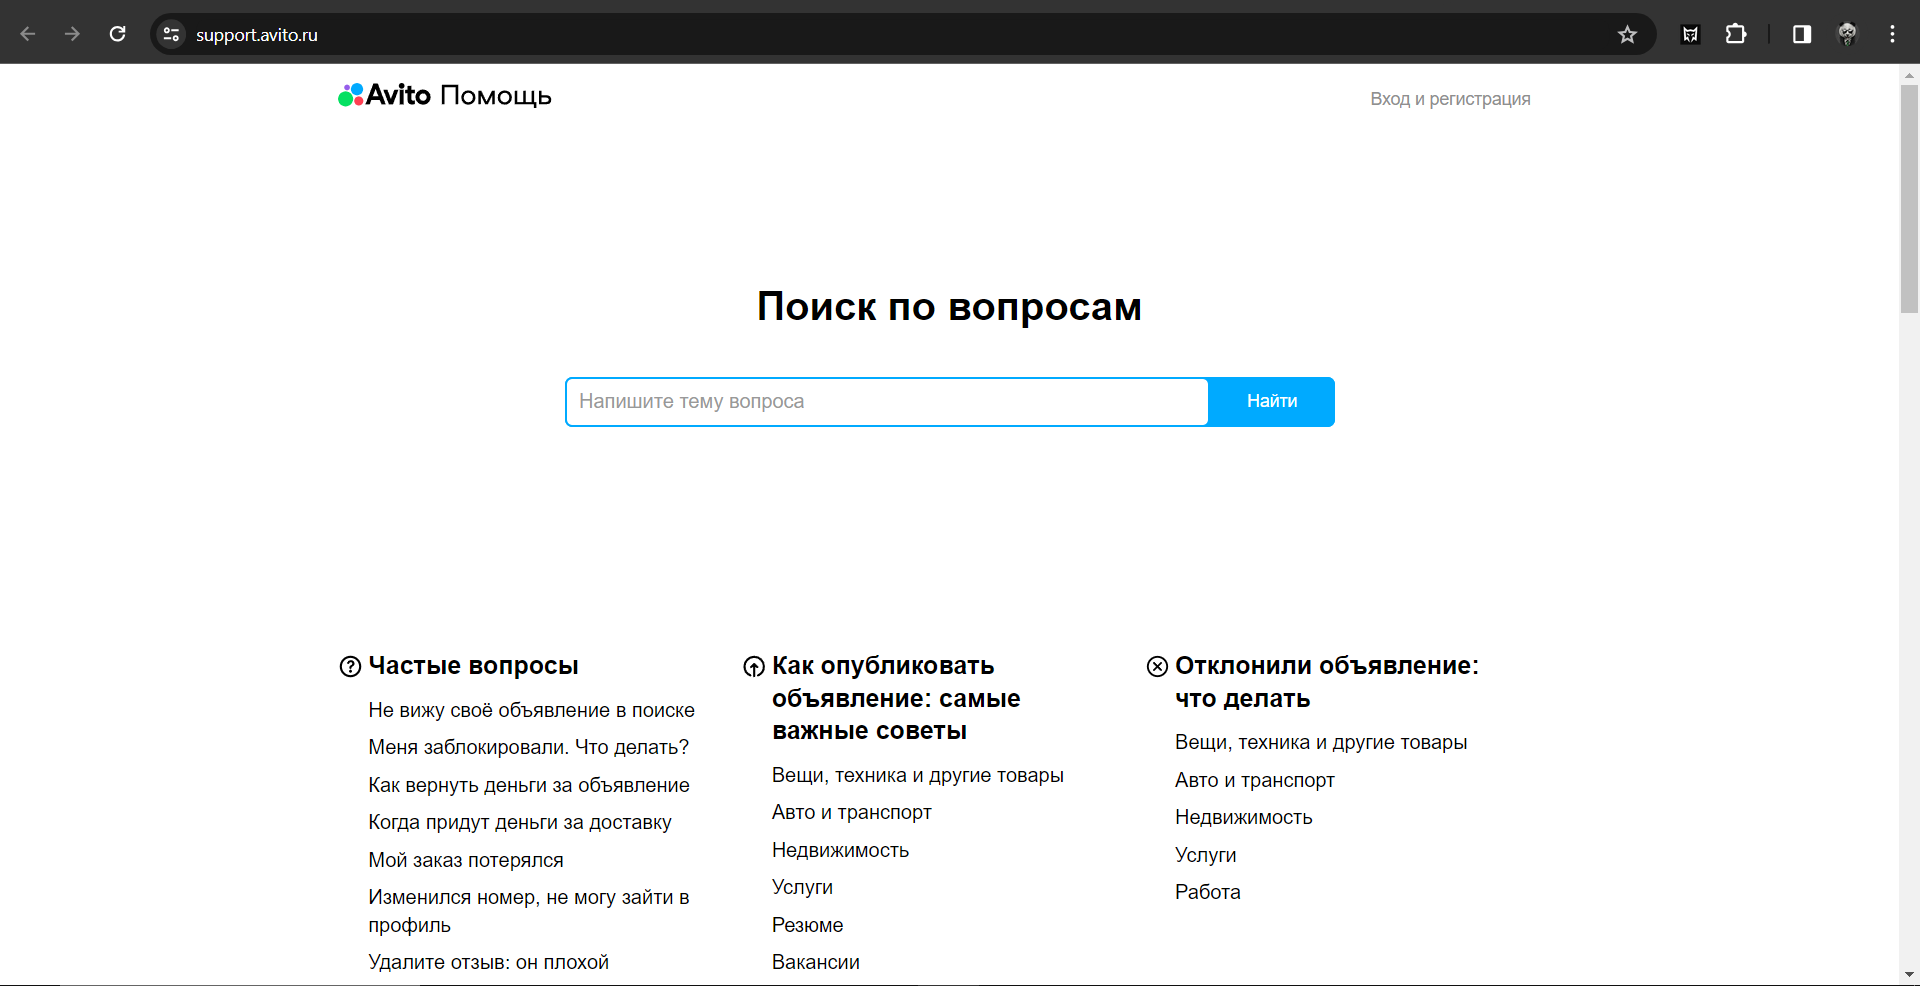 support.avito.ru
Avito Помощь
Вход и регистрация
Поиск по вопросам
Напишите тему вопроса
Найти
Частые вопросы
Не вижу своё объявление в поиске
Меня заблокировали. Что делать?
Как вернуть деньги за объявление
Когда придут деньги за доставку
Мой заказ потерялся
Изменился номер, не могу зайти в
профиль
Удалите отзыв: он плохой
Как опубликовать
объявление: самые
важные советы
Вещи, техника и другие товары
Авто и транспорт
Недвижимость
Услуги
Резюме
Вакансии
Отклонили объявление:
что делать
Вещи, техника и другие товары
Авто и транспорт
Недвижимость
Услуги
Работа